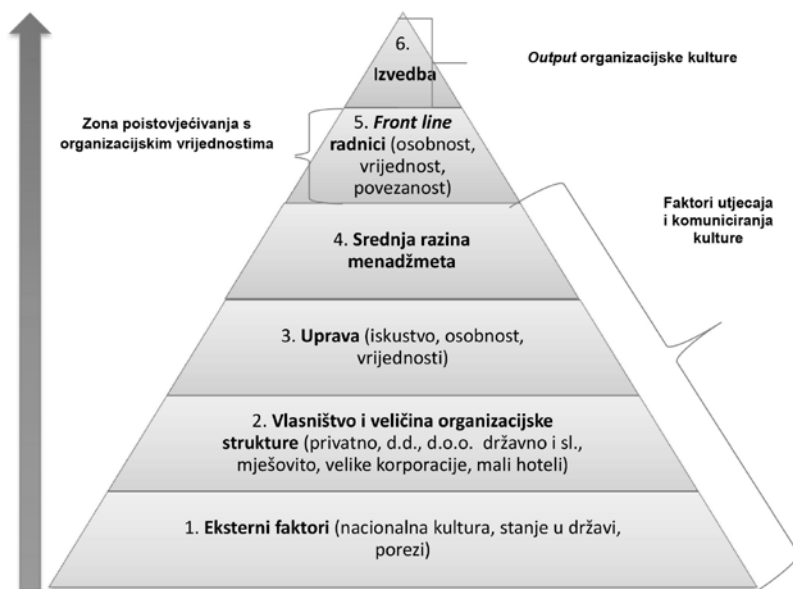 6.
Izvedba
Output organizacijske kulture
Zona poistovjećivanja s
organizacijskim vrijednostima
5. Front line
radnici (osobnost,
vrijednost,
povezanost)
Faktori utjecaja
i komuniciranja
kulture
4. Srednja razina
menadžmeta
3. Uprava (iskustvo, osobnost,
vrijednosti)
2. Vlasništvo i veličina organizacijske
strukture (privatno, d.d., d.o.o. državno i sl.,
mješovito, velike korporacije, mali hoteli)
1. Eksterni faktori (nacionalna kultura, stanje u državi,
porezi)